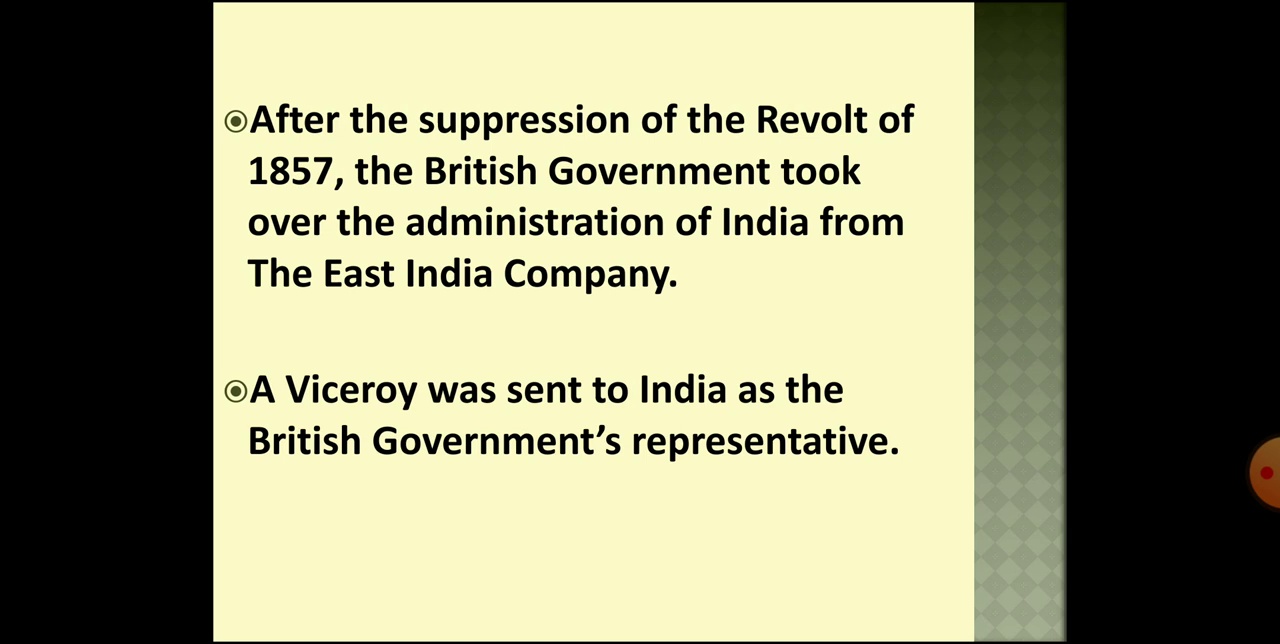 After the suppression of the Revolt of
1857, the British Government took
over the administration of India from
The East India Company.
A Viceroy was sent to India as the
British Government’s representative.